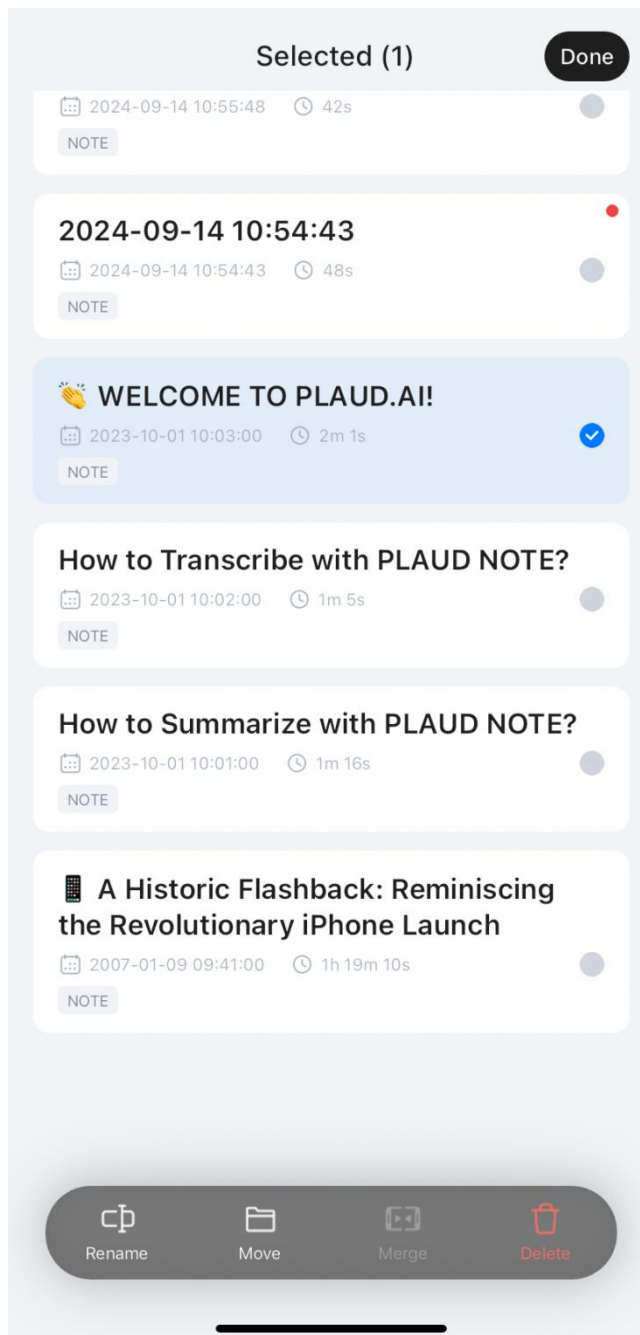 Selected (1)
Done
2024-09-14 10:55:48 42s
NOTE
2024-09-14 10:54:43
2024-09-14 10:54:43 48s
NOTE
👏 WELCOME TO PLAUD.AI!
2023-10-01 10:03:00 2m 1s
NOTE
How to Transcribe with PLAUD NOTE?
2023-10-01 10:02:00 1m 5s
NOTE
How to Summarize with PLAUD NOTE?
2023-10-01 10:01:00 1m 16s
NOTE
📱 A Historic Flashback: Reminiscing
the Revolutionary iPhone Launch
2007-01-09 09:41:00 1h 19m 10s
NOTE
Rename Move Merge Delete